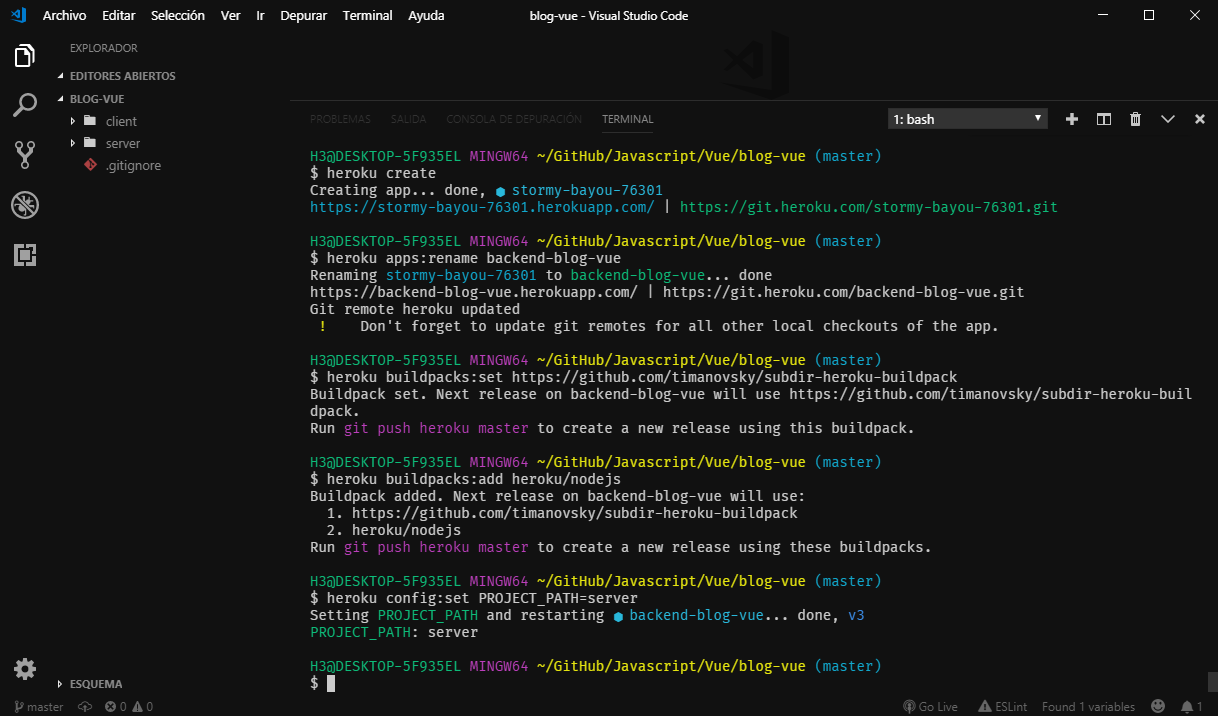 Archivo Editar Selección Ver Ir Depurar Terminal Ayuda blog-vue - Visual Studio Code
EXPLORADOR
EDITORES ABIERTOS
BLOG-VUE
client
server
.gitignore
PROBLEMAS SALIDA CONSOLA DE DEPURACIÓN TERMINAL 1: bash
H3@DESKTOP-5F935EL MINGW64 ~/GitHub/Javascript/Vue/blog-vue (master)
$ heroku create
Creating app... done, ⬢ stormy-bayou-76301
https://stormy-bayou-76301.herokuapp.com/ | https://git.heroku.com/stormy-bayou-76301.git
H3@DESKTOP-5F935EL MINGW64 ~/GitHub/Javascript/Vue/blog-vue (master)
$ heroku apps:rename backend-blog-vue
Renaming stormy-bayou-76301 to backend-blog-vue... done
https://backend-blog-vue.herokuapp.com/ | https://git.heroku.com/backend-blog-vue.git
Git remote heroku updated
!    Don't forget to update git remotes for all other local checkouts of the app.
H3@DESKTOP-5F935EL MINGW64 ~/GitHub/Javascript/Vue/blog-vue (master)
$ heroku buildpacks:set https://github.com/timanovsky/subdir-heroku-buildpack
Buildpack set. Next release on backend-blog-vue will use https://github.com/timanovsky/subdir-heroku-buil
dpack.
Run git push heroku master to create a new release using this buildpack.
H3@DESKTOP-5F935EL MINGW64 ~/GitHub/Javascript/Vue/blog-vue (master)
$ heroku buildpacks:add heroku/nodejs
Buildpack added. Next release on backend-blog-vue will use:
1. https://github.com/timanovsky/subdir-heroku-buildpack
2. heroku/nodejs
Run git push heroku master to create a new release using these buildpacks.
H3@DESKTOP-5F935EL MINGW64 ~/GitHub/Javascript/Vue/blog-vue (master)
$ heroku config:set PROJECT_PATH=server
Setting PROJECT_PATH and restarting ⬢ backend-blog-vue... done, v3
PROJECT_PATH: server
H3@DESKTOP-5F935EL MINGW64 ~/GitHub/Javascript/Vue/blog-vue (master)
$
ESQUEMA
master 0 0 Go Live ESLint Found 1 variables 1